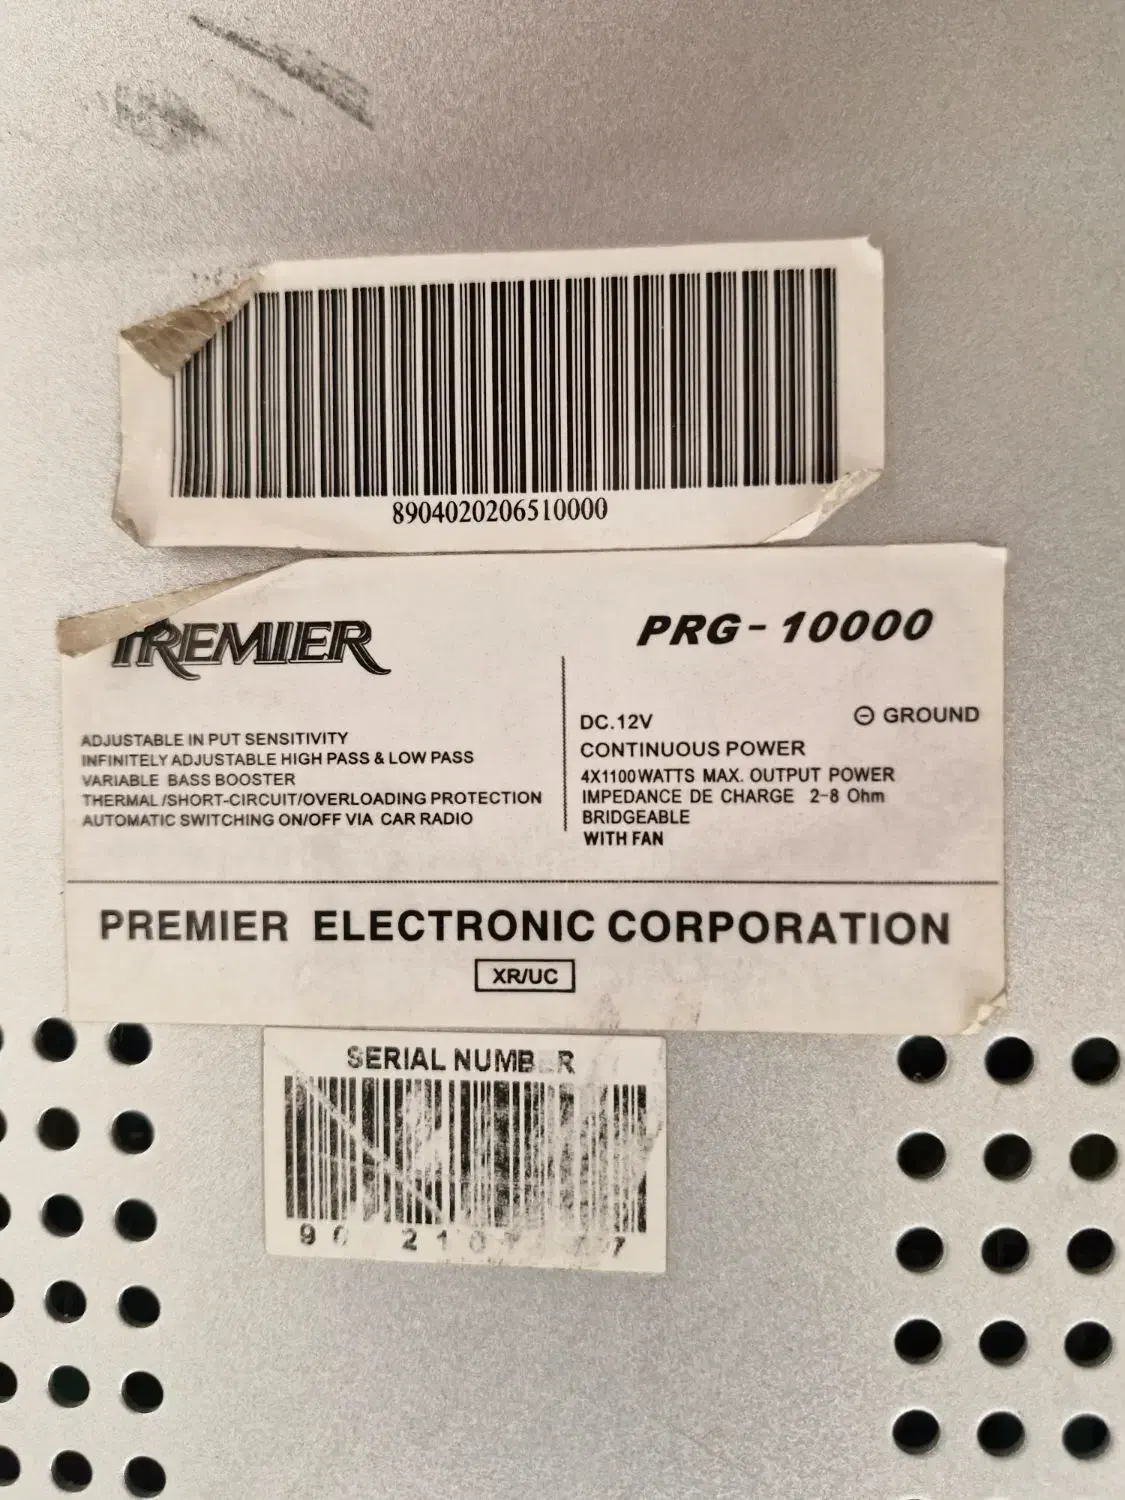 8904020206510000
PREMIER
PRG-10000
ADJUSTABLE IN PUT SENSITIVITY
INFINITELY ADJUSTABLE HIGH PASS & LOW PASS
VARIABLE BASS BOOSTER
THERMAL /SHORT-CIRCUIT/OVERLOADING PROTECTION
AUTOMATIC SWITCHING ON/OFF VIA CAR RADIO
DC.12V
⊖ GROUND
CONTINUOUS POWER
4X1100WATTS MAX. OUTPUT POWER
IMPEDANCE DE CHARGE 2-8 Ohm
BRIDGEABLE
WITH FAN
PREMIER ELECTRONIC CORPORATION
XR/UC
SERIAL NUMBER